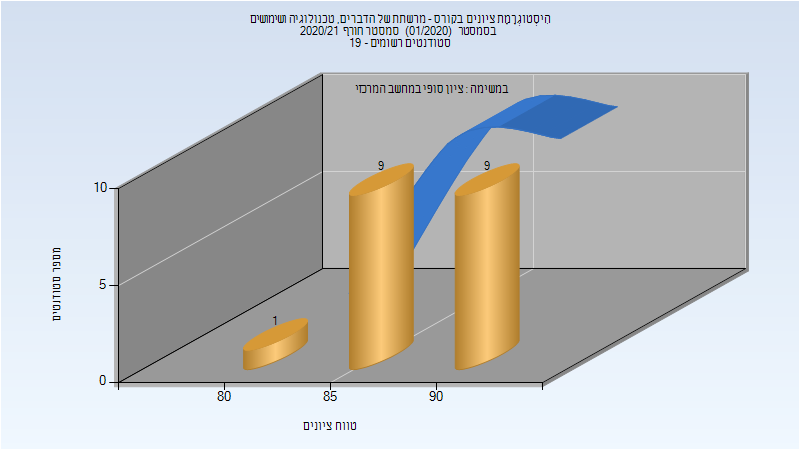 היסטוגרמת ציונים בקורס - מרשתת של הדברים, טכנולוגיה ושימושים
בסמסטר (01/2020) סמסטר חורף 2020/21
סטודנטים רשומים - 19
במשימה : ציון סופי במחשב המרכזי
9
9
1
10
5
0
מספר סטודנטים
80
85
90
טווח ציונים